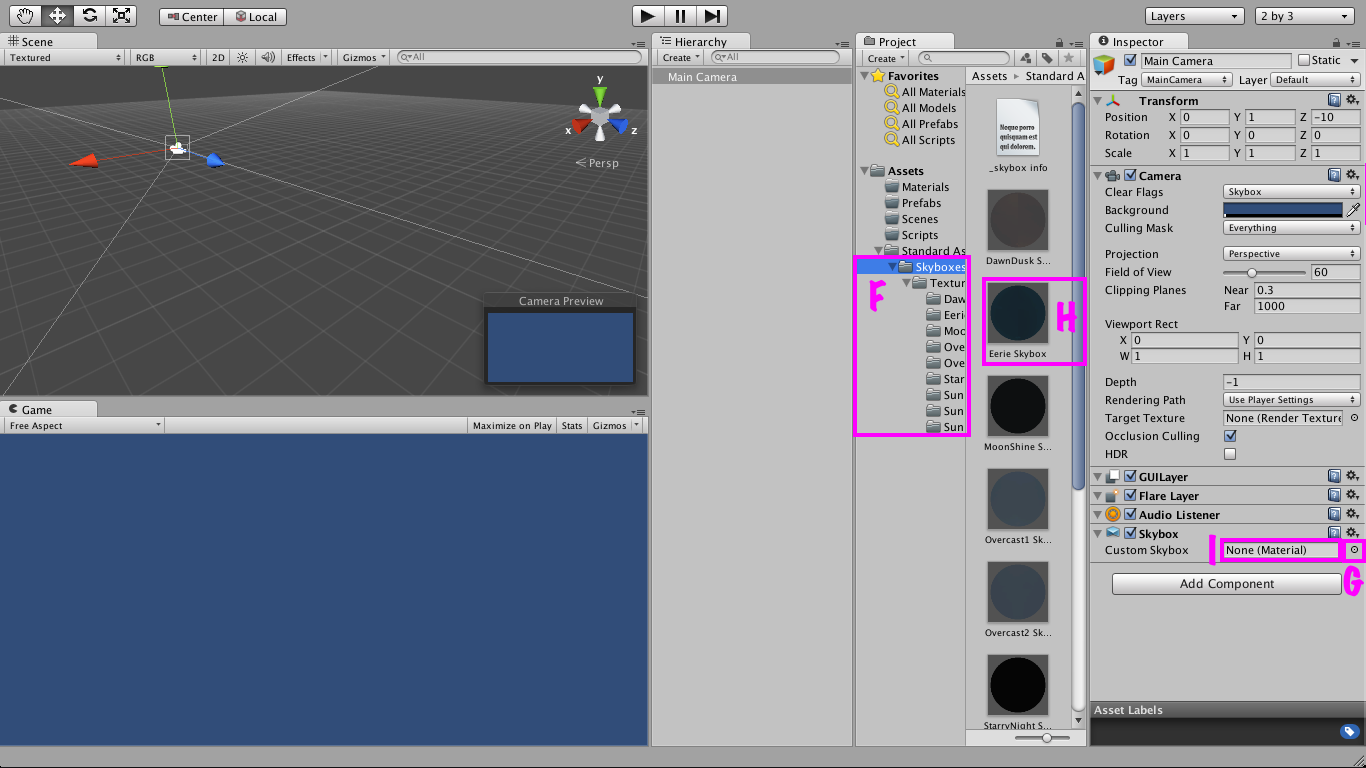 Center Local
Layers
2 by 3
Scene
Textured RGB 2D Effects Gizmos All
y
x z
Persp
Camera Preview
Game
Free Aspect Maximize on Play Stats Gizmos
Hierarchy
Create All
Main Camera
Project
Create
Favorites
All Materials
All Models
All Prefabs
All Scripts
Assets
Materials
Prefabs
Scenes
Scripts
Standard As
Skyboxes
F
Textur
Daw
Eerie
Moo
Ove
Ove
Star
Sun
Sun
Sun
Assets Standard A
Neque porro
quisquam est
qui dolorem.
_skybox info
DawnDusk S...
H
Eerie Skybox
MoonShine S...
Overcast1 Sk...
Overcast2 Sk...
StarryNight S...
Inspector
Main Camera Static
Tag MainCamera Layer Default
Transform
Position X 0 Y 1 Z -10
Rotation X 0 Y 0 Z 0
Scale X 1 Y 1 Z 1
Camera
Clear Flags Skybox
Background
Culling Mask Everything
Projection Perspective
Field of View 60
Clipping Planes Near 0.3
Far 1000
Viewport Rect
X 0 Y 0
W 1 H 1
Depth -1
Rendering Path Use Player Settings
Target Texture None (Render Texture
Occlusion Culling
HDR
GUILayer
Flare Layer
Audio Listener
Skybox
Custom Skybox I None (Material)
G
Add Component
Asset Labels